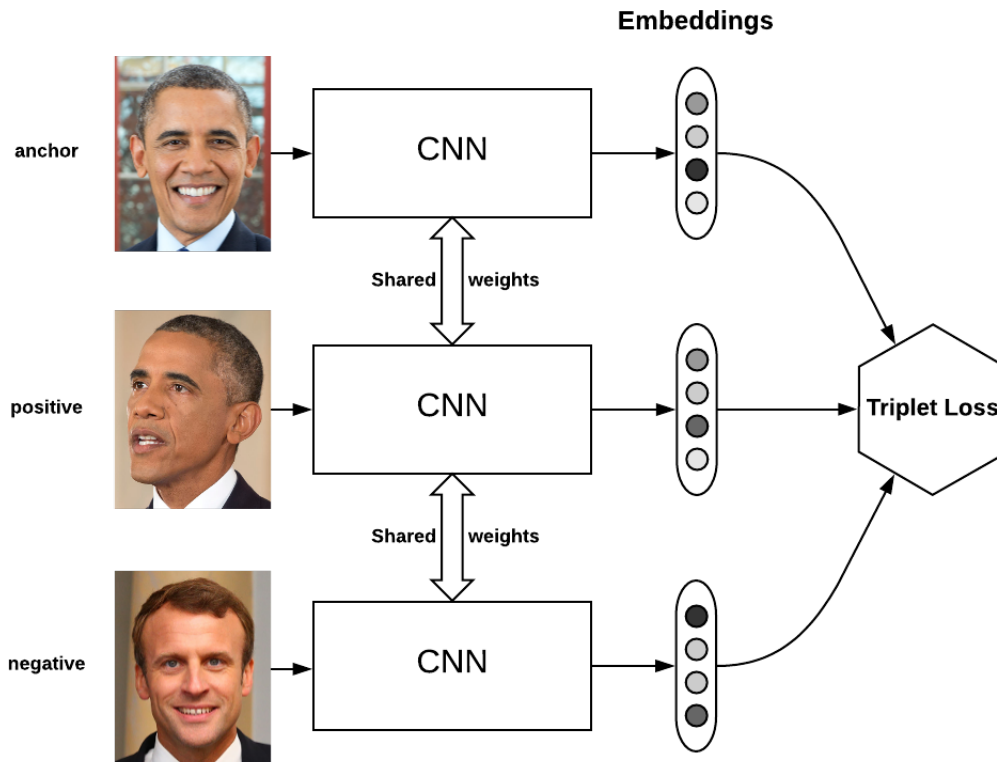 Embeddings
anchor
CNN
Shared weights
positive
CNN
Triplet Loss
Shared weights
negative
CNN